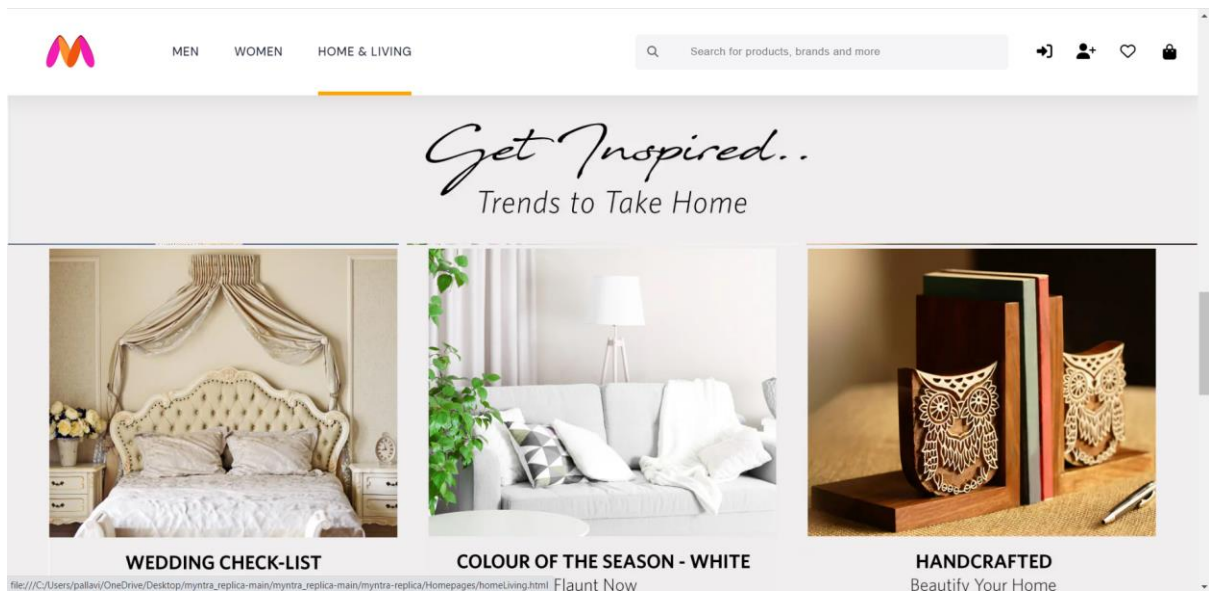 MEN WOMEN HOME & LIVING Search for products, brands and more
Get Inspired..
Trends to Take Home
WEDDING CHECK-LIST COLOUR OF THE SEASON - WHITE HANDCRAFTED
file:///C:/Users/pallavi/OneDrive/Desktop/myntra_replica-main/myntra_replica-main/myntra-replica/Homepages/homeLiving.html Flaunt Now Beautify Your Home